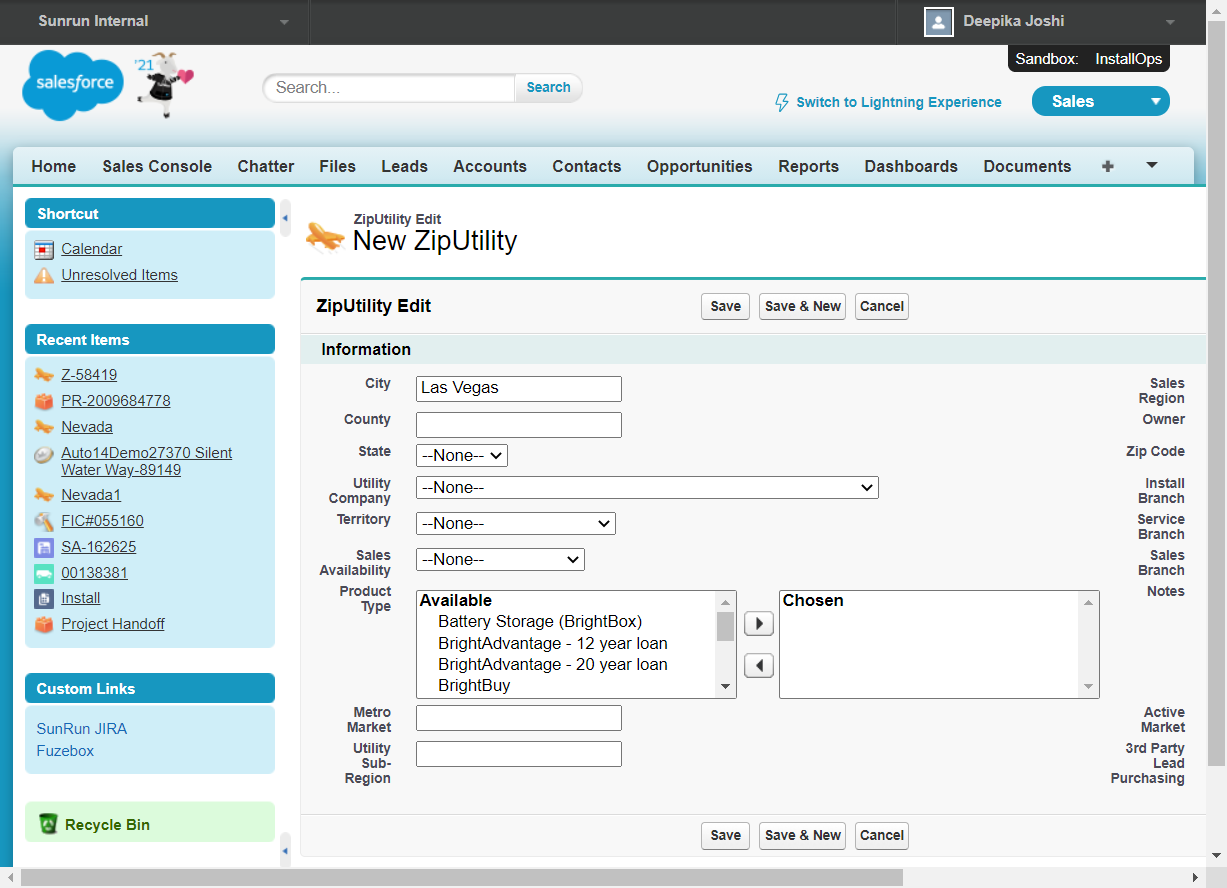 Sunrun Internal
Deepika Joshi
Sandbox: InstallOps
salesforce
'21
Search...
Search
Switch to Lightning Experience
Sales
Home Sales Console Chatter Files Leads Accounts Contacts Opportunities Reports Dashboards Documents +
Shortcut
Calendar
Unresolved Items
Recent Items
Z-58419
PR-2009684778
Nevada
Auto14Demo27370 Silent
Water Way-89149
Nevada1
FIC#055160
SA-162625
00138381
Install
Project Handoff
Custom Links
SunRun JIRA
Fuzebox
Recycle Bin
ZipUtility Edit
New ZipUtility
ZipUtility Edit
Save Save & New Cancel
Information
City Las Vegas
Sales
Region
County
Owner
State --None--
Zip Code
Utility
Company --None--
Install
Branch
Territory --None--
Service
Branch
Sales
Availability --None--
Sales
Branch
Product
Type
Available
Battery Storage (BrightBox)
BrightAdvantage - 12 year loan
BrightAdvantage - 20 year loan
BrightBuy
Chosen
Notes
Metro
Market
Active
Market
Utility
Sub-
Region
3rd Party
Lead
Purchasing
Save Save & New Cancel